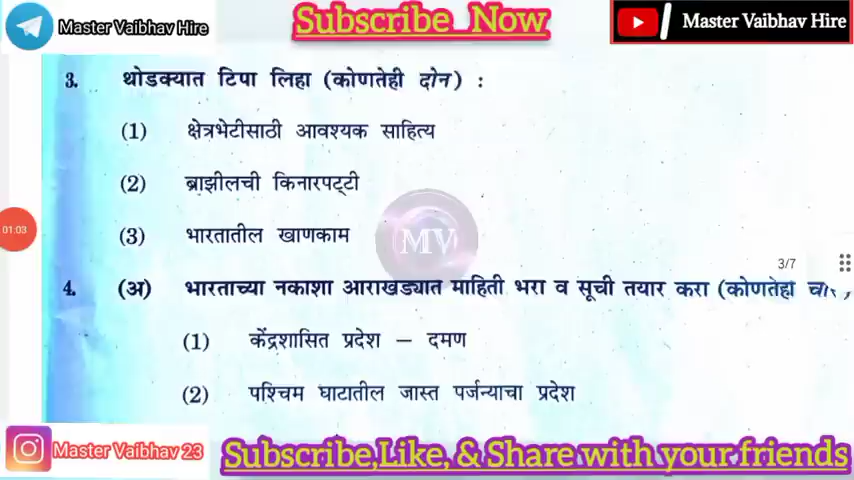 Master Vaibhav Hire
Subscribe Now
Master Vaibhav Hire
3. थोडक्यात टिपा लिहा (कोणतेही दोन) :
(1) क्षेत्रभेटीसाठी आवश्यक साहित्य
(2) ब्राझीलची किनारपट्टी
01:03
(3) भारतातील खाणकाम
MV
3/7
4. (अ) भारताच्या नकाशा आराखड्यात माहिती भरा व सूची तयार करा (कोणतेही चार)
(1) केंद्रशासित प्रदेश – दमण
(2) पश्चिम घाटातील जास्त पर्जन्याचा प्रदेश
Master Vaibhav 23
Subscribe,Like, & Share with your friends